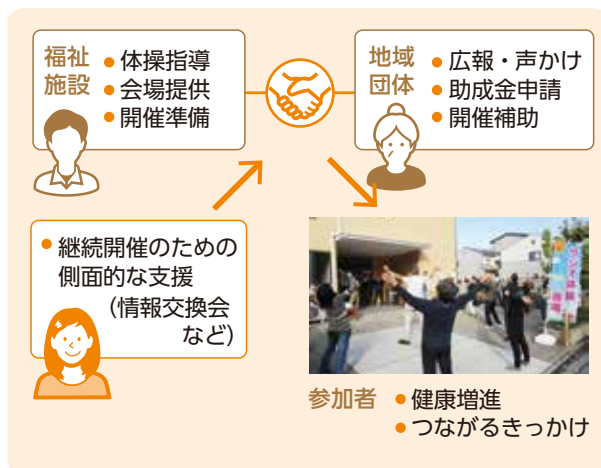 福祉
施設
● 体操指導
● 会場提供
● 開催準備
地域
団体
● 広報・声かけ
● 助成金申請
● 開催補助
● 継続開催のための
側面的な支援
(情報交換会
など)
参加者
● 健康増進
● つながるきっかけ